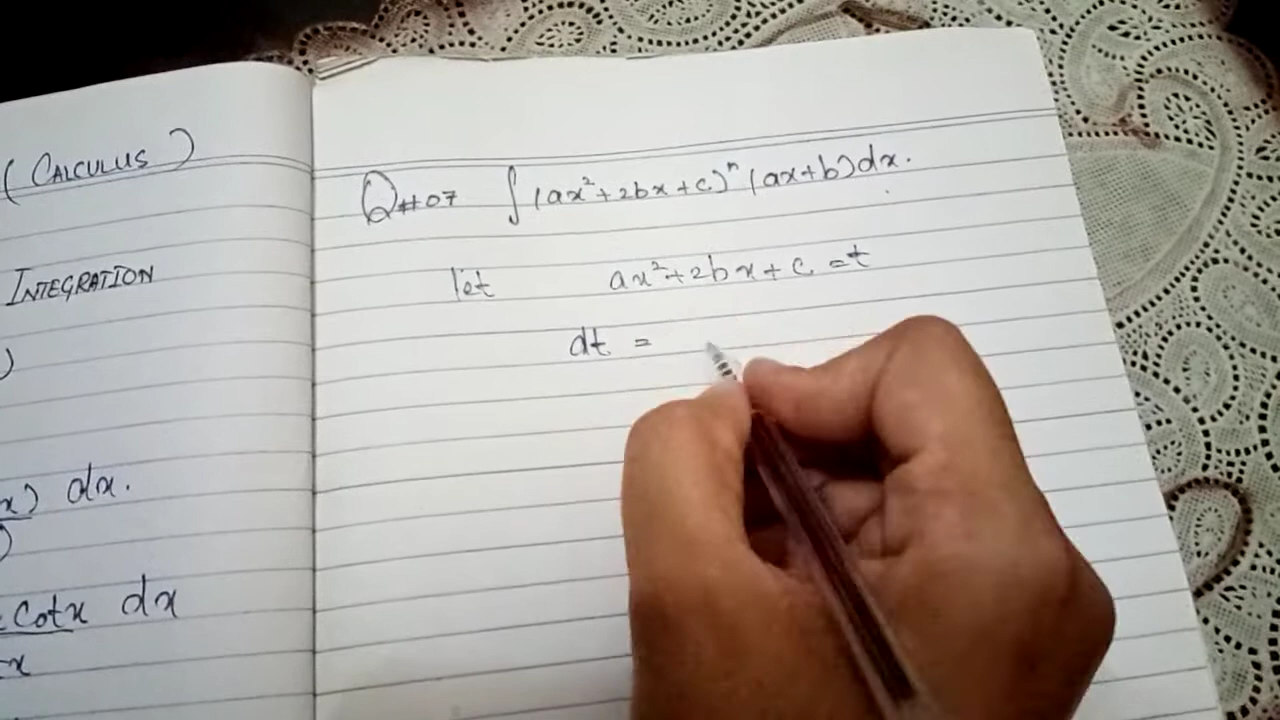 ( CALCULUS )
INTEGRATION
)
x) dx.
)
cotx dx
x
Q#07 ∫(ax²+2bx+c)ⁿ(ax+b)dx.
let ax²+2bx+c=t
dt =